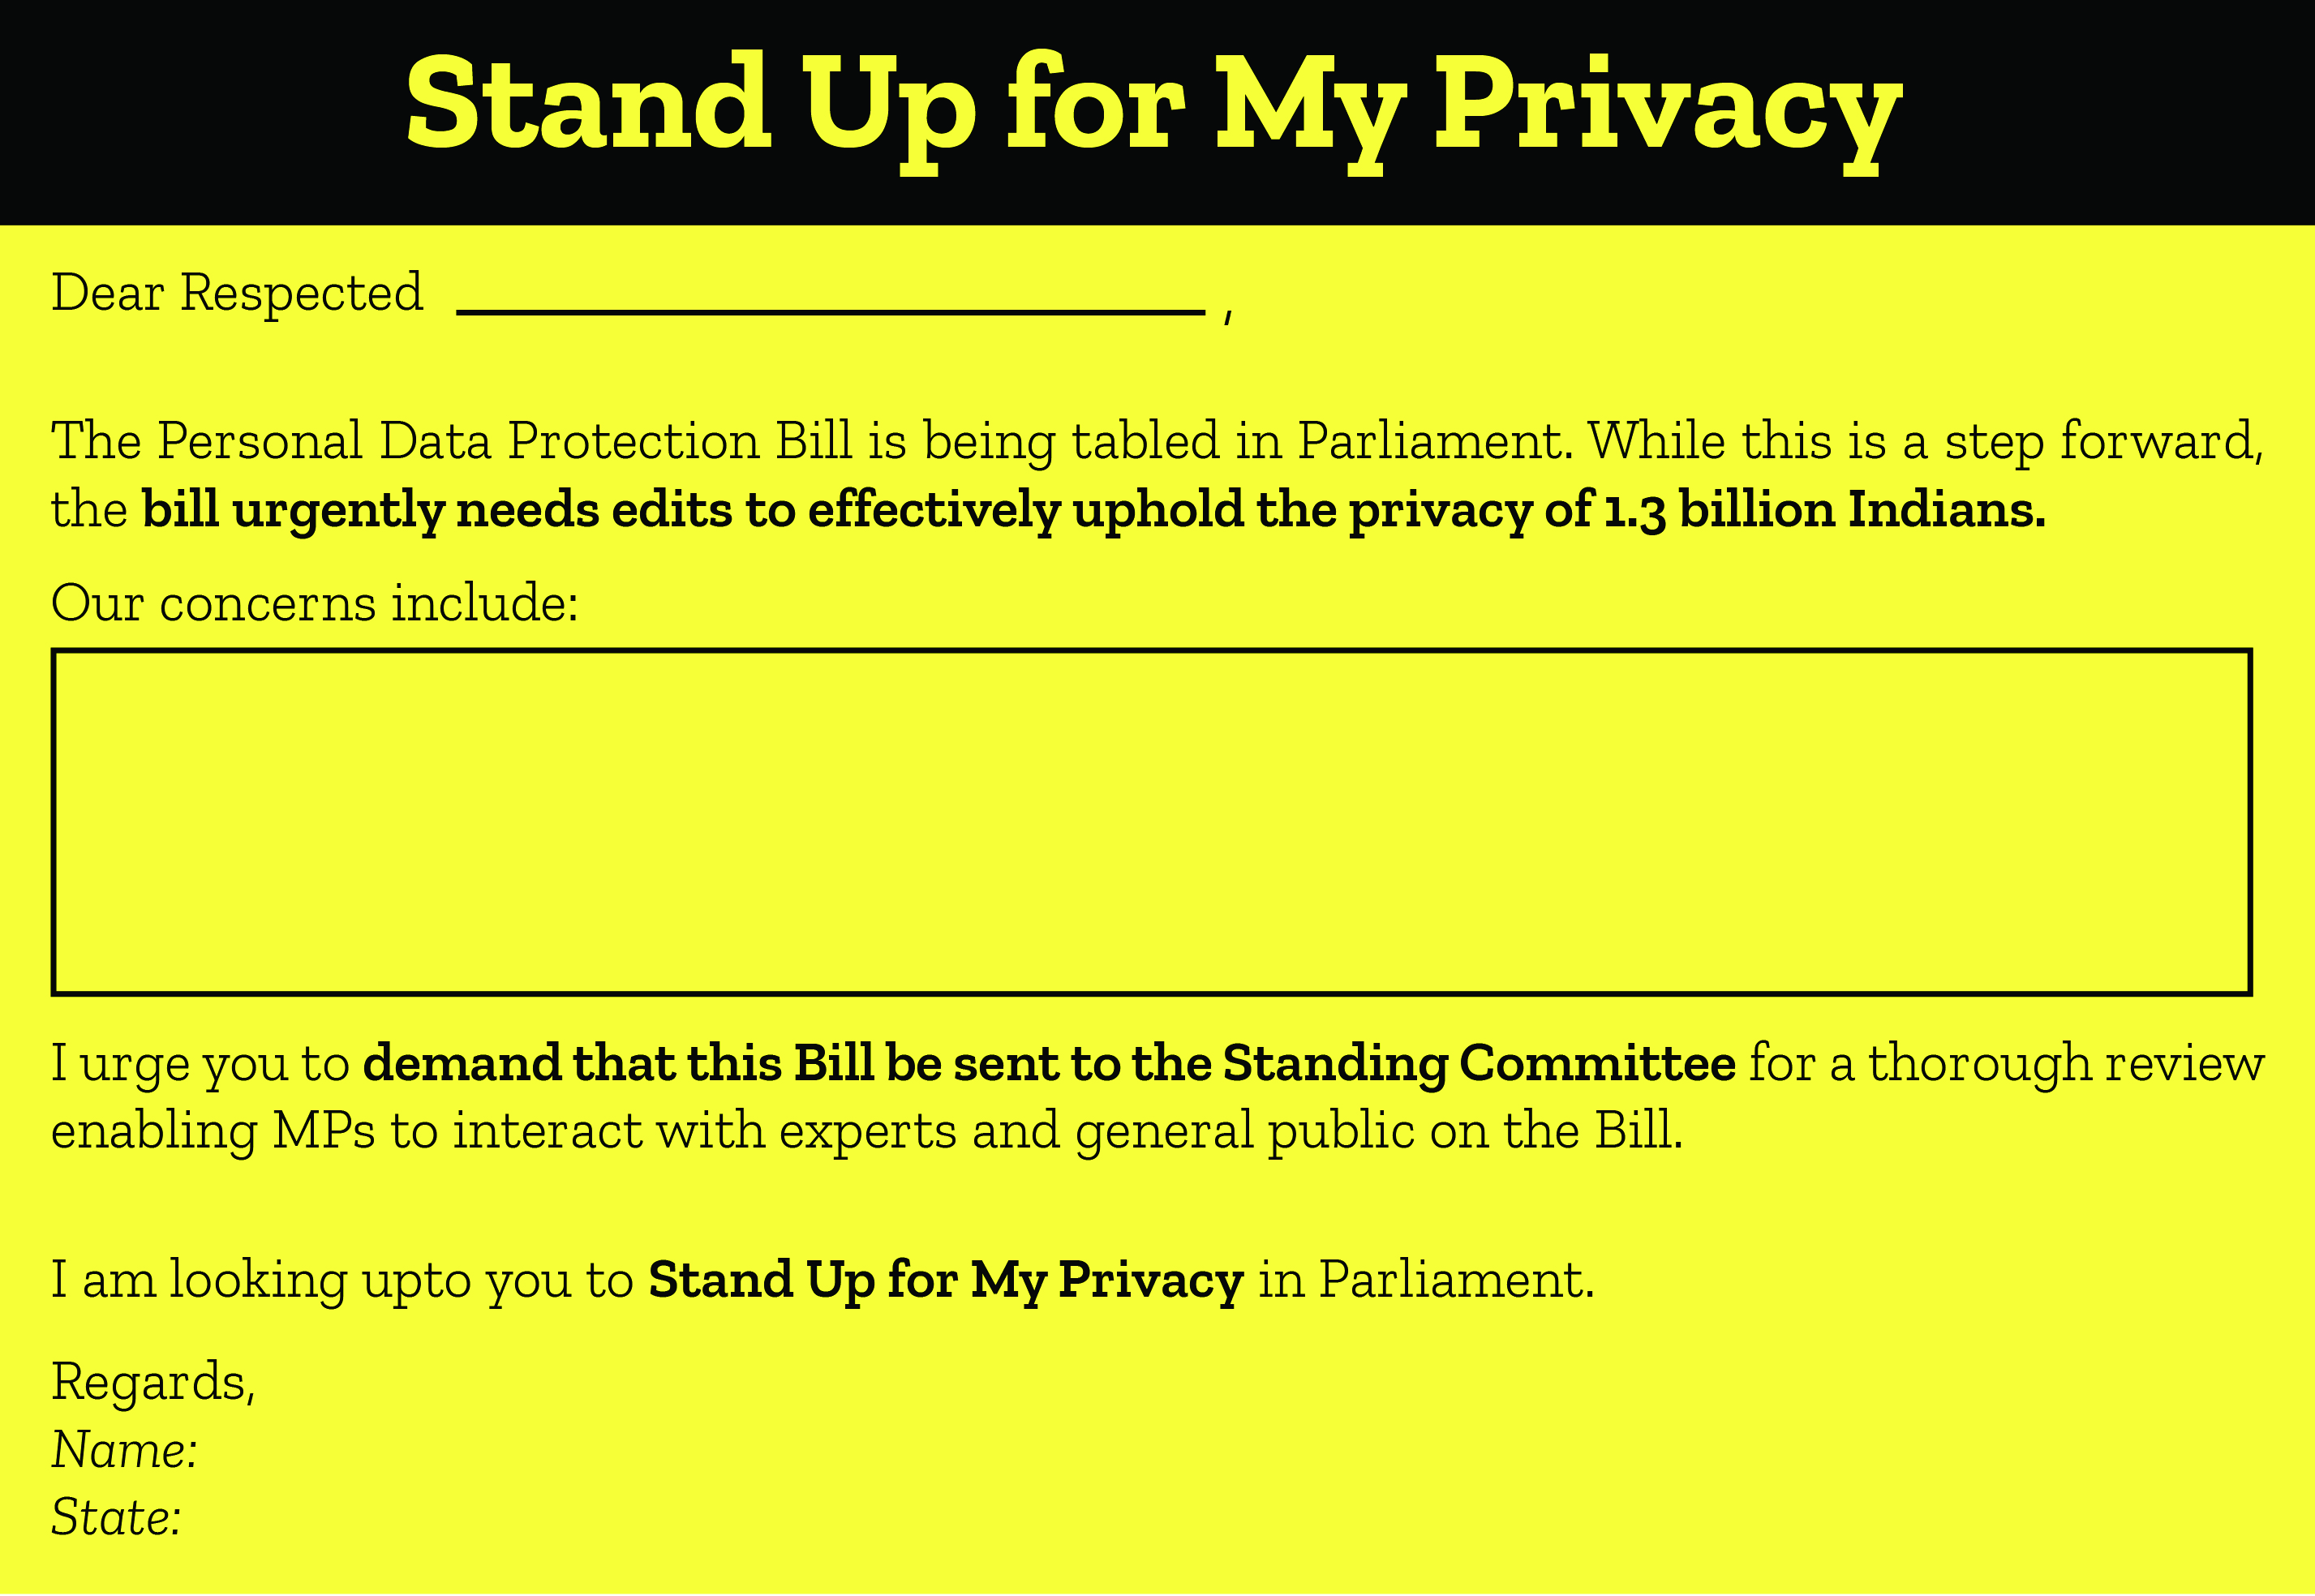 Stand Up for My Privacy
Dear Respected ____________________ ,
The Personal Data Protection Bill is being tabled in Parliament. While this is a step forward,
the bill urgently needs edits to effectively uphold the privacy of 1.3 billion Indians.
Our concerns include:
I urge you to demand that this Bill be sent to the Standing Committee for a thorough review
enabling MPs to interact with experts and general public on the Bill.
I am looking upto you to Stand Up for My Privacy in Parliament.
Regards,
Name:
State: